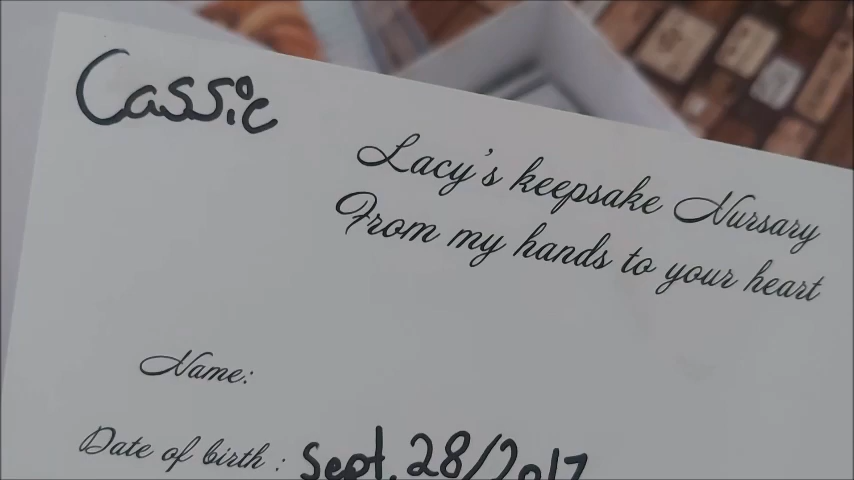 Cassie
Lacy's keepsake Nursary
From my hands to your heart
Name:
Date of birth : Sept. 28/2017